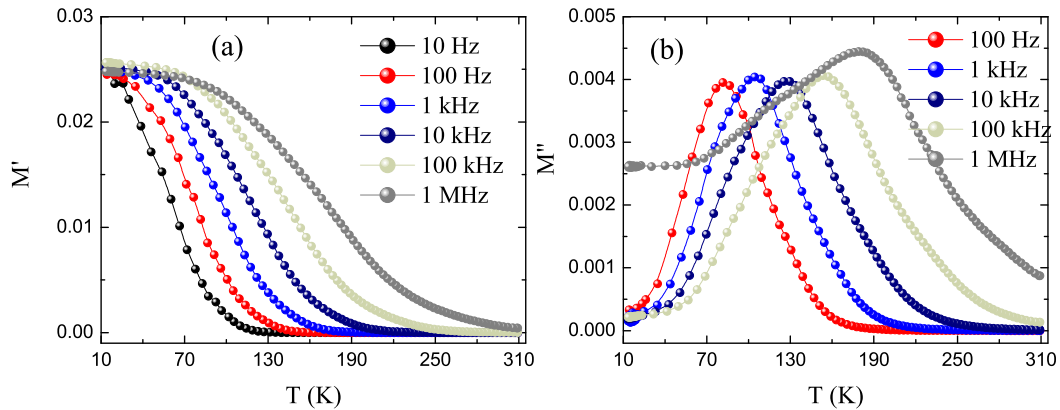 (a)
10 Hz
100 Hz
1 kHz
10 kHz
100 kHz
1 MHz
0.03
0.02
0.01
0.00
M'
10 70 130 190 250 310
T (K)
(b)
100 Hz
1 kHz
10 kHz
100 kHz
1 MHz
0.005
0.004
0.003
0.002
0.001
0.000
M"
10 70 130 190 250 310
T (K)